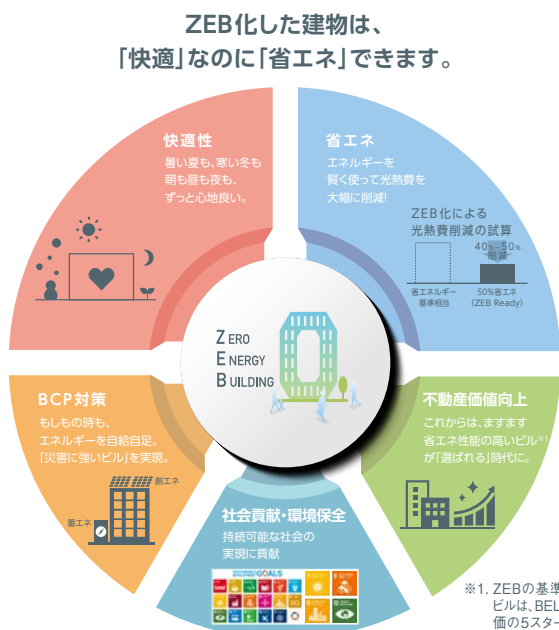 ZEB化した建物は、
「快適」なのに「省エネ」できます。
快適性
暑い夏も、寒い冬も
朝も昼も夜も、
ずっと心地良い。
省エネ
エネルギーを
賢く使って光熱費を
大幅に削減!
ZEB化による
光熱費削減の試算
40%~50%
削減
省エネルギー
基準相当
50%省エネ
(ZEB Ready)
ZERO
ENERGY
BUILDING
BCP対策
もしもの時も、
エネルギーを自給自足。
「災害に強いビル」を実現。
創エネ
蓄エネ
不動産価値向上
これからは、ますます
省エネ性能の高いビル※1
が「選ばれる」時代に。
社会貢献・環境保全
持続可能な社会の
実現に貢献
GOALS
※1. ZEBの基準
ビルは、BEL
価の5スター